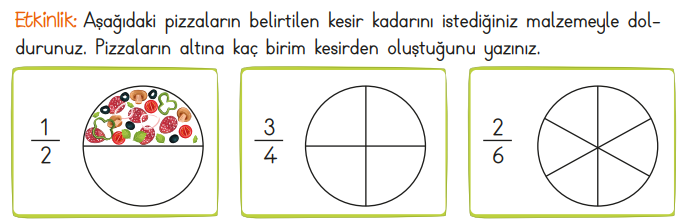 Etkinlik: Aşağıdaki pizzaların belirtilen kesir kadarını istediğiniz malzemeyle dol-
durunuz. Pizzaların altına kaç birim kesirden oluştuğunu yazınız.
1/2
3/4
2/6